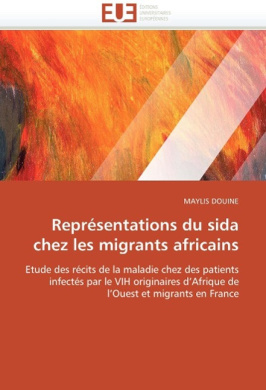 EUE
ÉDITIONS
UNIVERSITAIRES
EUROPÉENNES
MAYLIS DOUINE
Représentations du sida
chez les migrants africains
Etude des récits de la maladie chez des patients
infectés par le VIH originaires d'Afrique de
l'Ouest et migrants en France